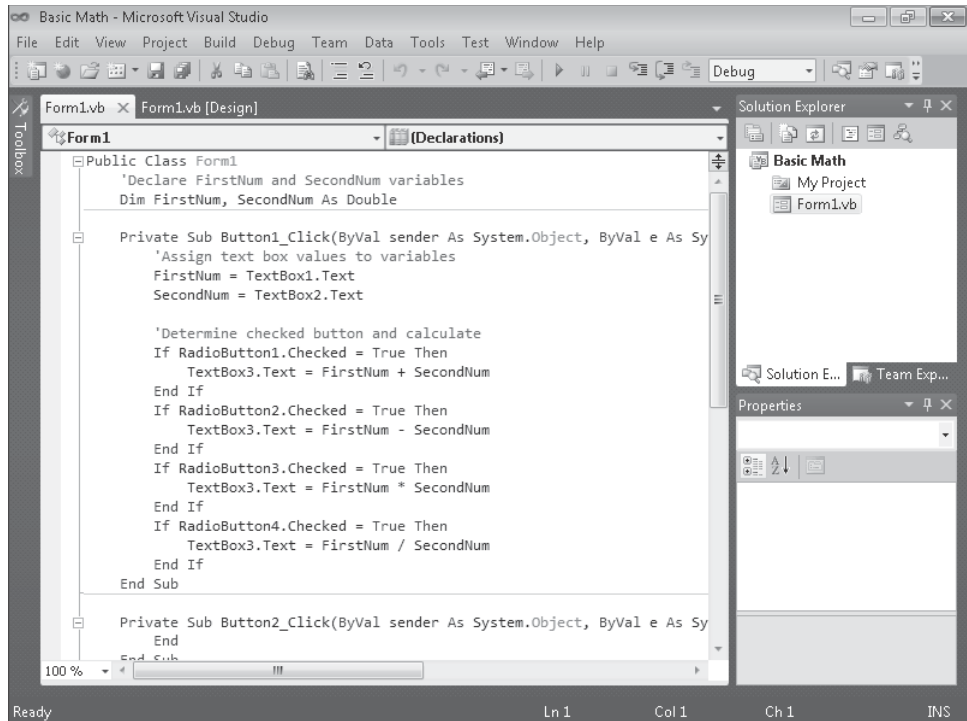 Basic Math - Microsoft Visual Studio
File Edit View Project Build Debug Team Data Tools Test Window Help
Debug
Toolbox
Form1.vb Form1.vb [Design]
Form1 (Declarations)
Public Class Form1
'Declare FirstNum and SecondNum variables
Dim FirstNum, SecondNum As Double
Private Sub Button1_Click(ByVal sender As System.Object, ByVal e As Sy
'Assign text box values to variables
FirstNum = TextBox1.Text
SecondNum = TextBox2.Text
'Determine checked button and calculate
If RadioButton1.Checked = True Then
TextBox3.Text = FirstNum + SecondNum
End If
If RadioButton2.Checked = True Then
TextBox3.Text = FirstNum - SecondNum
End If
If RadioButton3.Checked = True Then
TextBox3.Text = FirstNum * SecondNum
End If
If RadioButton4.Checked = True Then
TextBox3.Text = FirstNum / SecondNum
End If
End Sub
Private Sub Button2_Click(ByVal sender As System.Object, ByVal e As Sy
End
End Sub
100 %
Solution Explorer
Basic Math
My Project
Form1.vb
Solution E... Team Exp...
Properties
Ready Ln 1 Col 1 Ch 1 INS